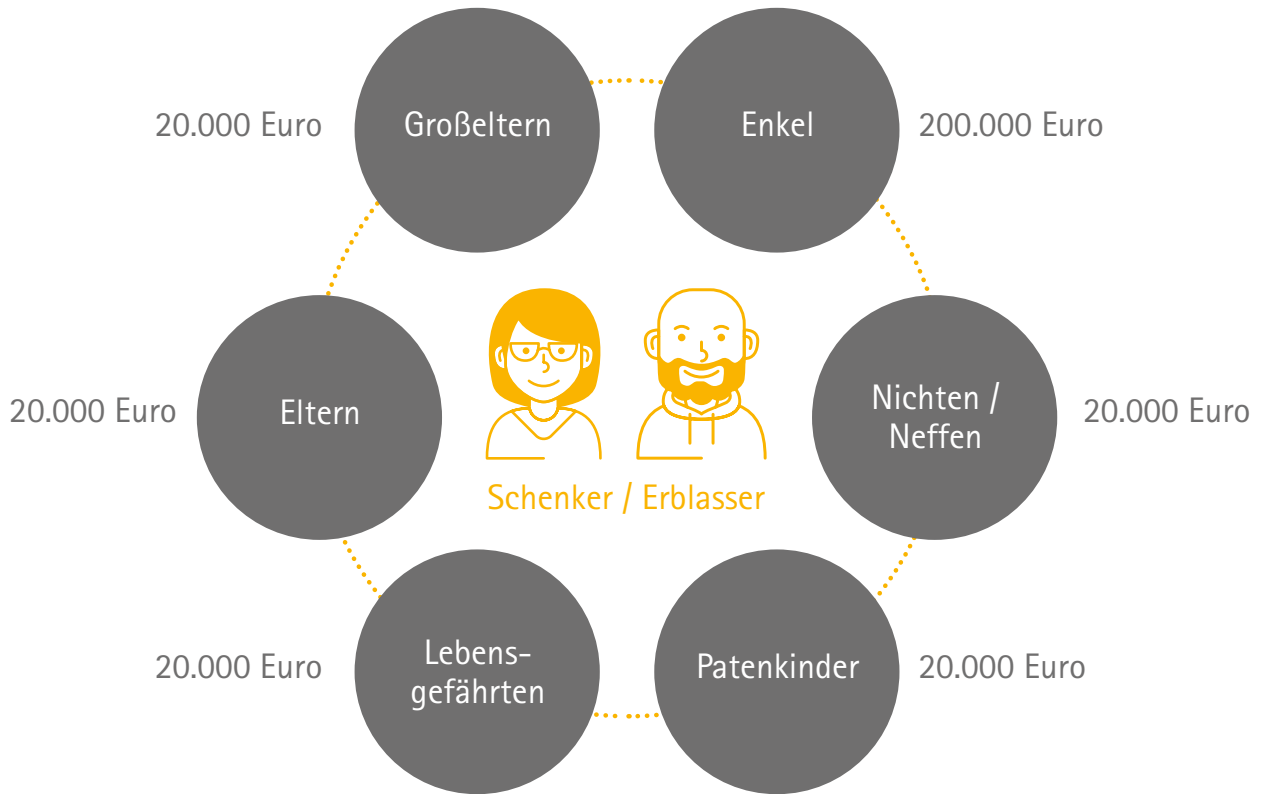 20.000 Euro
Großeltern
Enkel
200.000 Euro
20.000 Euro
Eltern
Nichten /
Neffen
20.000 Euro
Schenker / Erblasser
20.000 Euro
Lebens-
gefährten
Patenkinder
20.000 Euro